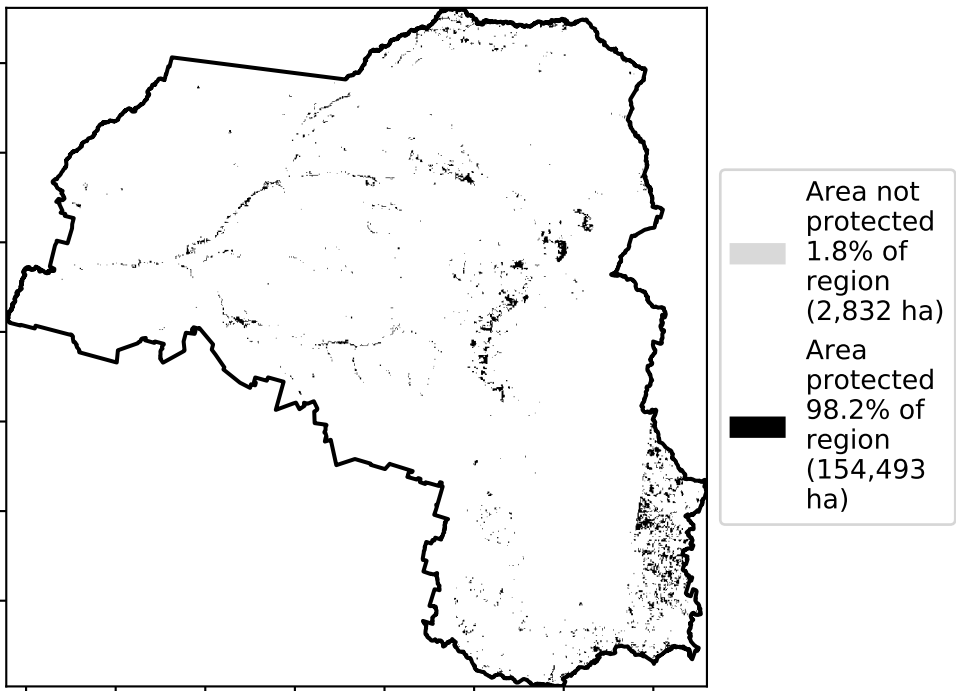 Area not
protected
1.8% of
region
(2,832 ha)
Area
protected
98.2% of
region
(154,493
ha)